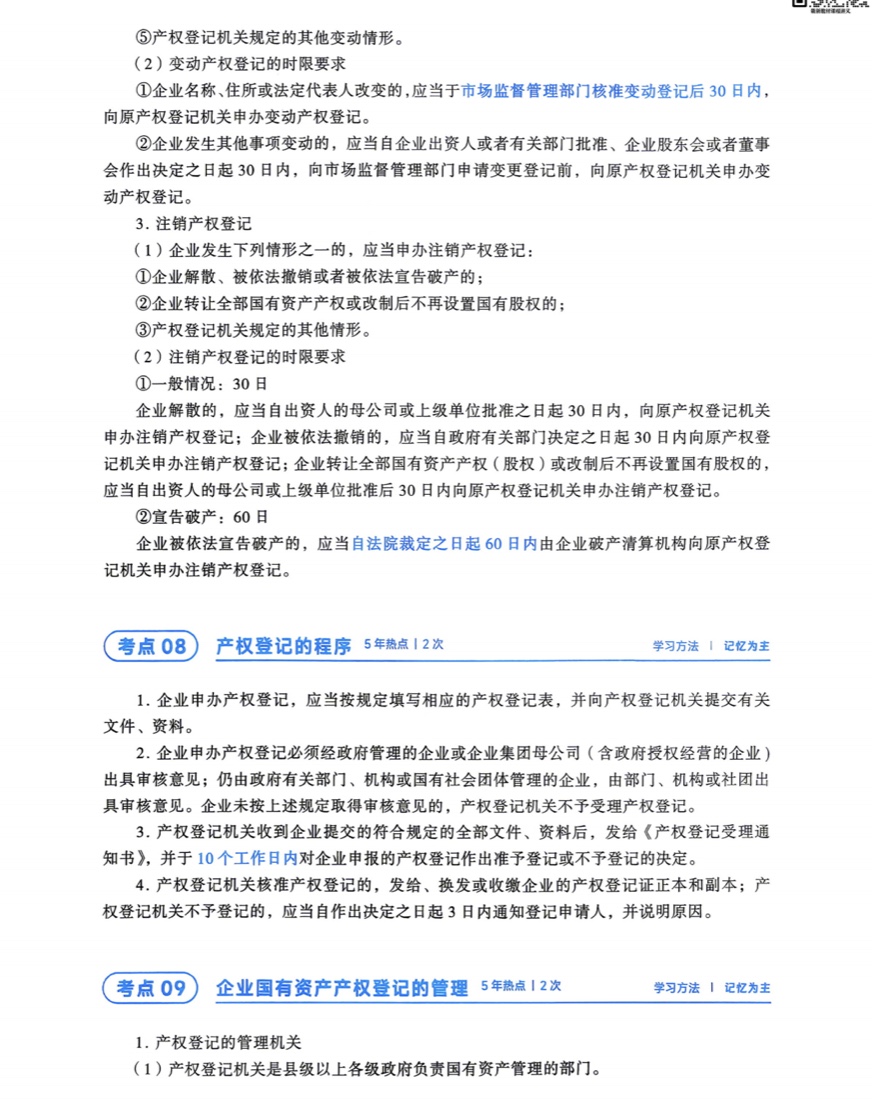 ⑤产权登记机关规定的其他变动情形。
（2）变动产权登记的时限要求
①企业名称、住所或法定代表人改变的，应当于市场监督管理部门核准变动登记后 30 日内，
向原产权登记机关申办变动产权登记。
②企业发生其他事项变动的，应当自企业出资人或者有关部门批准、企业股东会或者董事
会作出决定之日起 30 日内，向市场监督管理部门申请变更登记前，向原产权登记机关申办变
动产权登记。
3. 注销产权登记
（1）企业发生下列情形之一的，应当申办注销产权登记：
①企业解散、被依法撤销或者被依法宣告破产的；
②企业转让全部国有资产产权或改制后不再设置国有股权的；
③产权登记机关规定的其他情形。
（2）注销产权登记的时限要求
①一般情况：30 日
企业解散的，应当自出资人的母公司或上级单位批准之日起 30 日内，向原产权登记机关
申办注销产权登记；企业被依法撤销的，应当自政府有关部门决定之日起 30 日内向原产权登
记机关申办注销产权登记；企业转让全部国有资产产权（股权）或改制后不再设置国有股权的，
应当自出资人的母公司或上级单位批准后 30 日内向原产权登记机关申办注销产权登记。
②宣告破产：60 日
企业被依法宣告破产的，应当自法院裁定之日起 60 日内由企业破产清算机构向原产权登
记机关申办注销产权登记。
考点 08 产权登记的程序 5 年热点 | 2 次 学习方法 | 记忆为主
1. 企业申办产权登记，应当按规定填写相应的产权登记表，并向产权登记机关提交有关
文件、资料。
2. 企业申办产权登记必须经政府管理的企业或企业集团母公司（含政府授权经营的企业）
出具审核意见；仍由政府有关部门、机构或国有社会团体管理的企业，由部门、机构或社团出
具审核意见。企业未按上述规定取得审核意见的，产权登记机关不予受理产权登记。
3. 产权登记机关收到企业提交的符合规定的全部文件、资料后，发给《产权登记受理通
知书》，并于 10 个工作日内对企业申报的产权登记作出准予登记或不予登记的决定。
4. 产权登记机关核准产权登记的，发给、换发或收缴企业的产权登记证正本和副本；产
权登记机关不予登记的，应当自作出决定之日起 3 日内通知登记申请人，并说明原因。
考点 09 企业国有资产产权登记的管理 5 年热点 | 2 次 学习方法 | 记忆为主
1. 产权登记的管理机关
（1）产权登记机关是县级以上各级政府负责国有资产管理的部门。